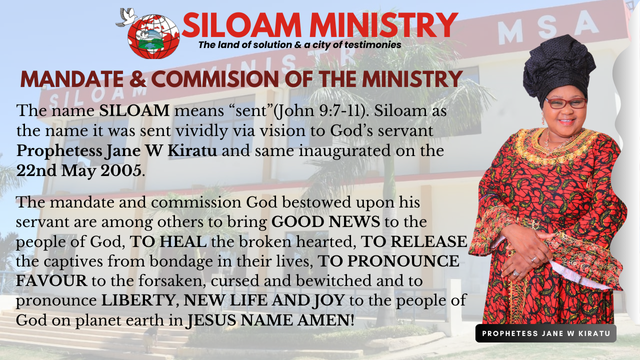 SILOAM MINISTRY
The land of solution & a city of testimonies
SILOAM MINISTRY
MSA
MANDATE & COMMISION OF THE MINISTRY
The name SILOAM means “sent”(John 9:7-11). Siloam as
the name it was sent vividly via vision to God’s servant
Prophetess Jane W Kiratu and same inaugurated on the
22nd May 2005.
The mandate and commission God bestowed upon his
servant are among others to bring GOOD NEWS to the
people of God, TO HEAL the broken hearted, TO RELEASE
the captives from bondage in their lives, TO PRONOUNCE
FAVOUR to the forsaken, cursed and bewitched and to
pronounce LIBERTY, NEW LIFE AND JOY to the people of
God on planet earth in JESUS NAME AMEN!
PROPHETESS JANE W KIRATU